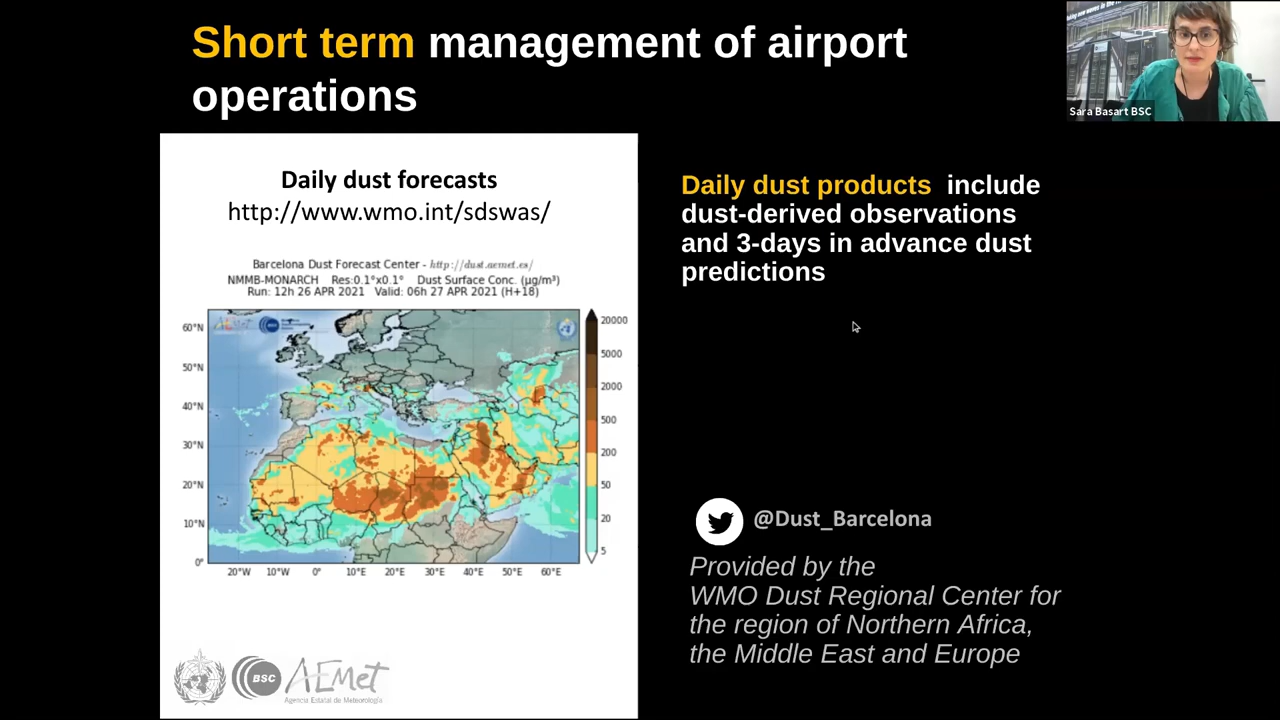 Short term management of airport
operations
Sara Basart BSC
Daily dust forecasts
http://www.wmo.int/sdswas/
Barcelona Dust Forecast Center - http://dust.aemet.es/
NMMB-MONARCH Res:0.1°x0.1° Dust Surface Conc. (µg/m³)
Run: 12h 26 APR 2021 Valid: 06h 27 APR 2021 (H+18)
AEMet
60°N
50°N
40°N
30°N
20°N
10°N
0°
20°W 10°W 0° 10°E 20°E 30°E 40°E 50°E 60°E
20000
5000
2000
500
200
50
20
5
Daily dust products include
dust-derived observations
and 3-days in advance dust
predictions
@Dust_Barcelona
Provided by the
WMO Dust Regional Center for
the region of Northern Africa,
the Middle East and Europe
BSC
AEMet
Agencia Estatal de Meteorología